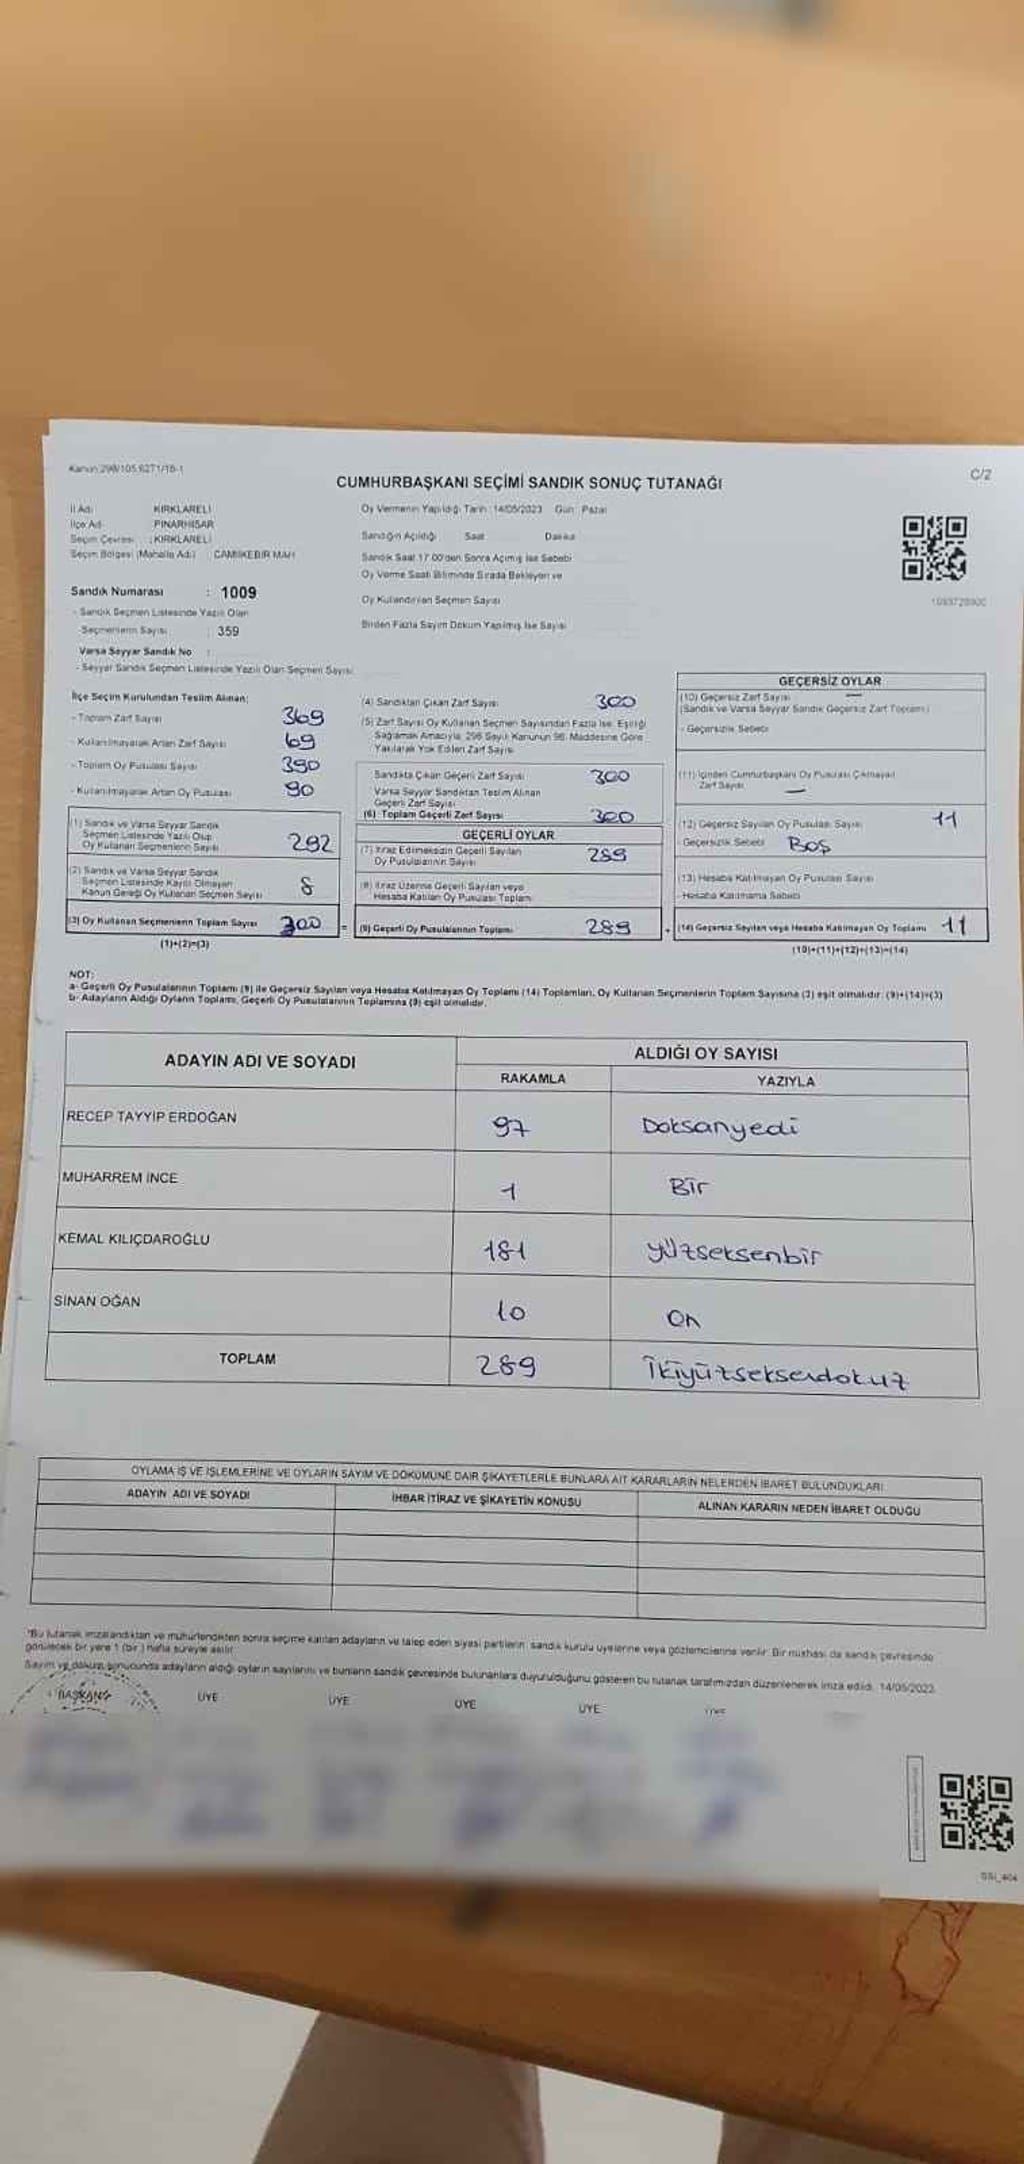 Kanun:298/105.6271/16-1
C/2
CUMHURBAŞKANI SEÇİMİ SANDIK SONUÇ TUTANAĞI
İl Adı : KIRKLARELİ
İlçe Adı : PINARHİSAR
Seçim Çevresi : KIRKLARELİ
Seçim Bölgesi (Mahalle Adı) : CAMİİKEBİR MAH
Sandık Numarası : 1009
- Sandık Seçmen Listesinde Yazılı Olan
Seçmenlerin Sayısı : 359
Varsa Seyyar Sandık No :
- Seyyar Sandık Seçmen Listesinde Yazılı Olan Seçmen Sayısı
Oy Vermenin Yapıldığı Tarih :14/05/2023 Gün : Pazar
Sandığın Açıldığı Saat Dakika
Sandık Saat 17.00'den Sonra Açılmış İse Sebebi
Oy Verme Saati Bitiminde Sırada Bekleyen ve
Oy Kullandırılan Seçmen Sayısı
Birden Fazla Sayım Döküm Yapılmış İse Sayısı
İlçe Seçim Kurulundan Teslim Alınan:
- Toplam Zarf Sayısı 369
- Kullanılmayarak Artan Zarf Sayısı 69
- Toplam Oy Pusulası Sayısı 390
- Kullanılmayarak Artan Oy Pusulası 90
(1) Sandık ve Varsa Seyyar Sandık
Seçmen Listesinde Yazılı Olup
Oy Kullanan Seçmenlerin Sayısı 292
(2) Sandık ve Varsa Seyyar Sandık
Seçmen Listesinde Kayıtlı Olmayan
Kanun Gereği Oy Kullanan Seçmen Sayısı 8
(3) Oy Kullanan Seçmenlerin Toplam Sayısı 300
(1)+(2)=(3)
(4) Sandıktan Çıkan Zarf Sayısı 300
(5) Zarf Sayısı Oy Kullanan Seçmen Sayısından Fazla İse, Eşitliği
Sağlamak Amacıyla, 298 Sayılı Kanunun 98. Maddesine Göre
Yakılarak Yok Edilen Zarf Sayısı
Sandıkta Çıkan Geçerli Zarf Sayısı 300
Varsa Seyyar Sandıktan Teslim Alınan
Geçerli Zarf Sayısı
(6) Toplam Geçerli Zarf Sayısı 300
GEÇERLİ OYLAR
(7) İtiraz Edilmeksizin Geçerli Sayılan
Oy Pusulalarının Sayısı 289
(8) İtiraz Üzerine Geçerli Sayılan veya
Hesaba Katılan Oy Pusulası Toplamı
= (9) Geçerli Oy Pusulalarının Toplamı 289
GEÇERSİZ OYLAR
(10) Geçersiz Zarf Sayısı —
(Sandık ve Varsa Seyyar Sandık Geçersiz Zarf Toplamı)
- Geçersizlik Sebebi
(11) İçinden Cumhurbaşkanı Oy Pusulası Çıkmayan
Zarf Sayısı —
(12) Geçersiz Sayılan Oy Pusulası Sayısı 11
- Geçersizlik Sebebi Boş
(13) Hesaba Katılmayan Oy Pusulası Sayısı
- Hesaba Katılmama Sebebi
+ (14) Geçersiz Sayılan veya Hesaba Katılmayan Oy Toplamı 11
(10)+(11)+(12)+(13)=(14)
NOT:
a- Geçerli Oy Pusulalarının Toplamı (9) ile Geçersiz Sayılan veya Hesaba Katılmayan Oy Toplamı (14) Toplamları, Oy Kullanan Seçmenlerin Toplam Sayısına (3) eşit olmalıdır. (9)+(14)=(3)
b- Adayların Aldığı Oyların Toplamı, Geçerli Oy Pusulalarının Toplamına (9) eşit olmalıdır.
ADAYIN ADI VE SOYADI
ALDIĞI OY SAYISI
RAKAMLA YAZIYLA
RECEP TAYYİP ERDOĞAN 97 Doksanyedi
MUHARREM İNCE 1 Bir
KEMAL KILIÇDAROĞLU 181 Yüzseksenbir
SİNAN OĞAN 10 On
TOPLAM 289 İkiyüzseksendokuz
OYLAMA İŞ VE İŞLEMLERİNE VE OYLARIN SAYIM VE DÖKÜMÜNE DAİR ŞİKAYETLERLE BUNLARA AİT KARARLARIN NELERDEN İBARET BULUNDUKLARI
ADAYIN ADI VE SOYADI İHBAR İTİRAZ VE ŞİKAYETİN KONUSU ALINAN KARARIN NEDEN İBARET OLDUĞU
*Bu tutanak imzalandıktan ve mühürlendikten sonra seçime katılan adayların ve talep eden siyasi partilerin sandık kurulu üyelerine veya gözlemcilerine verilir. Bir nüshası da sandık çevresinde
görülecek bir yere 1 (bir) hafta süreyle asılır.
Sayım ve döküm sonucunda adayların aldığı oyların sayılarını ve bunların sandık çevresinde bulunanlara duyurulduğunu gösteren bu tutanak tarafımızdan düzenlenerek imza edildi. 14/05/2023
BAŞKAN ÜYE ÜYE ÜYE ÜYE
SSI_404